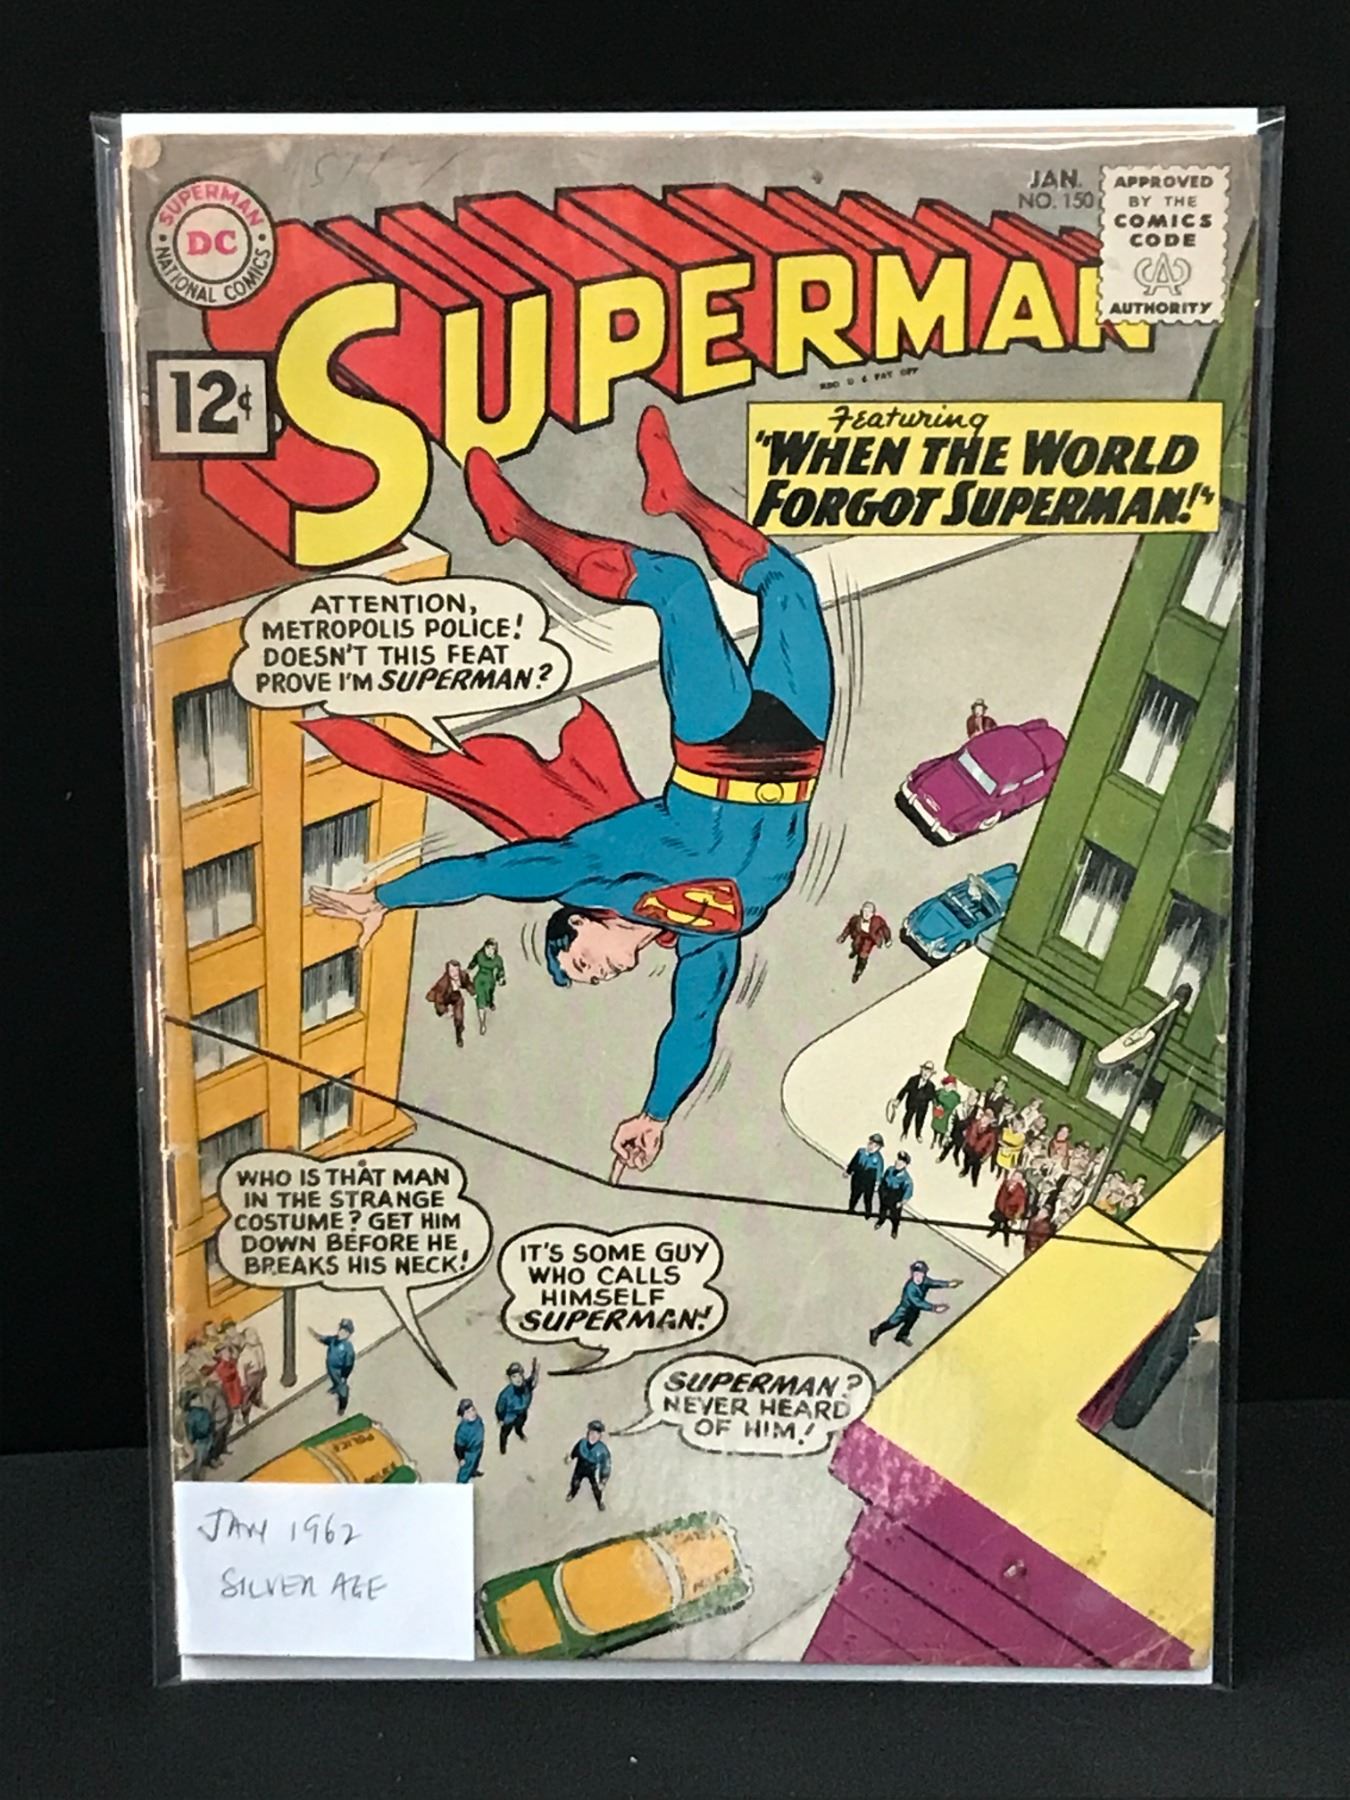 SUPERMAN
DC
NATIONAL COMICS
JAN.
NO. 150
APPROVED
BY THE
COMICS
CODE
AUTHORITY
SUPERMAN
12¢
Featuring
"WHEN THE WORLD
FORGOT SUPERMAN!"
ATTENTION,
METROPOLIS POLICE!
DOESN'T THIS FEAT
PROVE I'M SUPERMAN?
WHO IS THAT MAN
IN THE STRANGE
COSTUME? GET HIM
DOWN BEFORE HE
BREAKS HIS NECK!
IT'S SOME GUY
WHO CALLS
HIMSELF
SUPERMAN!
SUPERMAN?
NEVER HEARD
OF HIM!
POLICE
JAN 1962
SILVER AGE